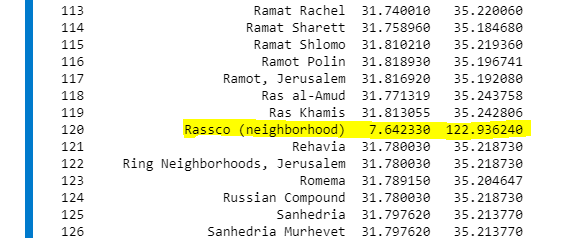 113 Ramat Rachel 31.740010 35.220060
114 Ramat Sharett 31.758960 35.184680
115 Ramat Shlomo 31.810210 35.219360
116 Ramot Polin 31.818930 35.196741
117 Ramot, Jerusalem 31.816920 35.192080
118 Ras al-Amud 31.771319 35.243758
119 Ras Khamis 31.813055 35.242806
120 Rassco (neighborhood) 7.642330 122.936240
121 Rehavia 31.780030 35.218730
122 Ring Neighborhoods, Jerusalem 31.780030 35.218730
123 Romema 31.789150 35.204647
124 Russian Compound 31.780030 35.218730
125 Sanhedria 31.797620 35.213770
126 Sanhedria Murhevet 31.797620 35.213770